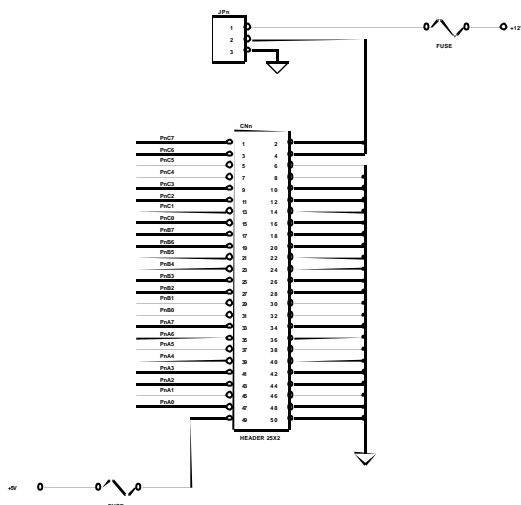 JPn
1
2
3
+12V
FUSE
CNn
PnC7 1 2
PnC6 3 4
PnC5 5 6
PnC4 7 8
PnC3 9 10
PnC2 11 12
PnC1 13 14
PnC0 15 16
PnB7 17 18
PnB6 19 20
PnB5 21 22
PnB4 23 24
PnB3 25 26
PnB2 27 28
PnB1 29 30
PnB0 31 32
PnA7 33 34
PnA6 35 36
PnA5 37 38
PnA4 39 40
PnA3 41 42
PnA2 43 44
PnA1 45 46
PnA0 47 48
49 50
HEADER 25X2
+5V
FUSE